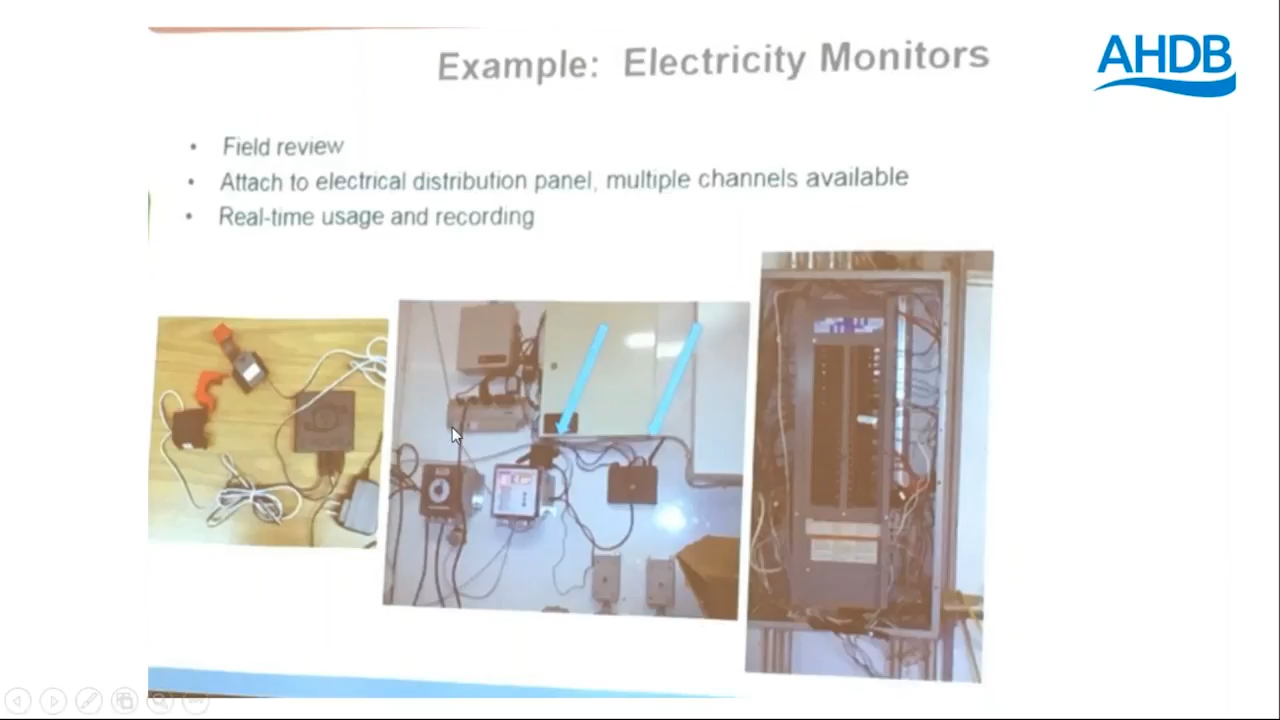 Example: Electricity Monitors
AHDB
• Field review
• Attach to electrical distribution panel, multiple channels available
• Real-time usage and recording